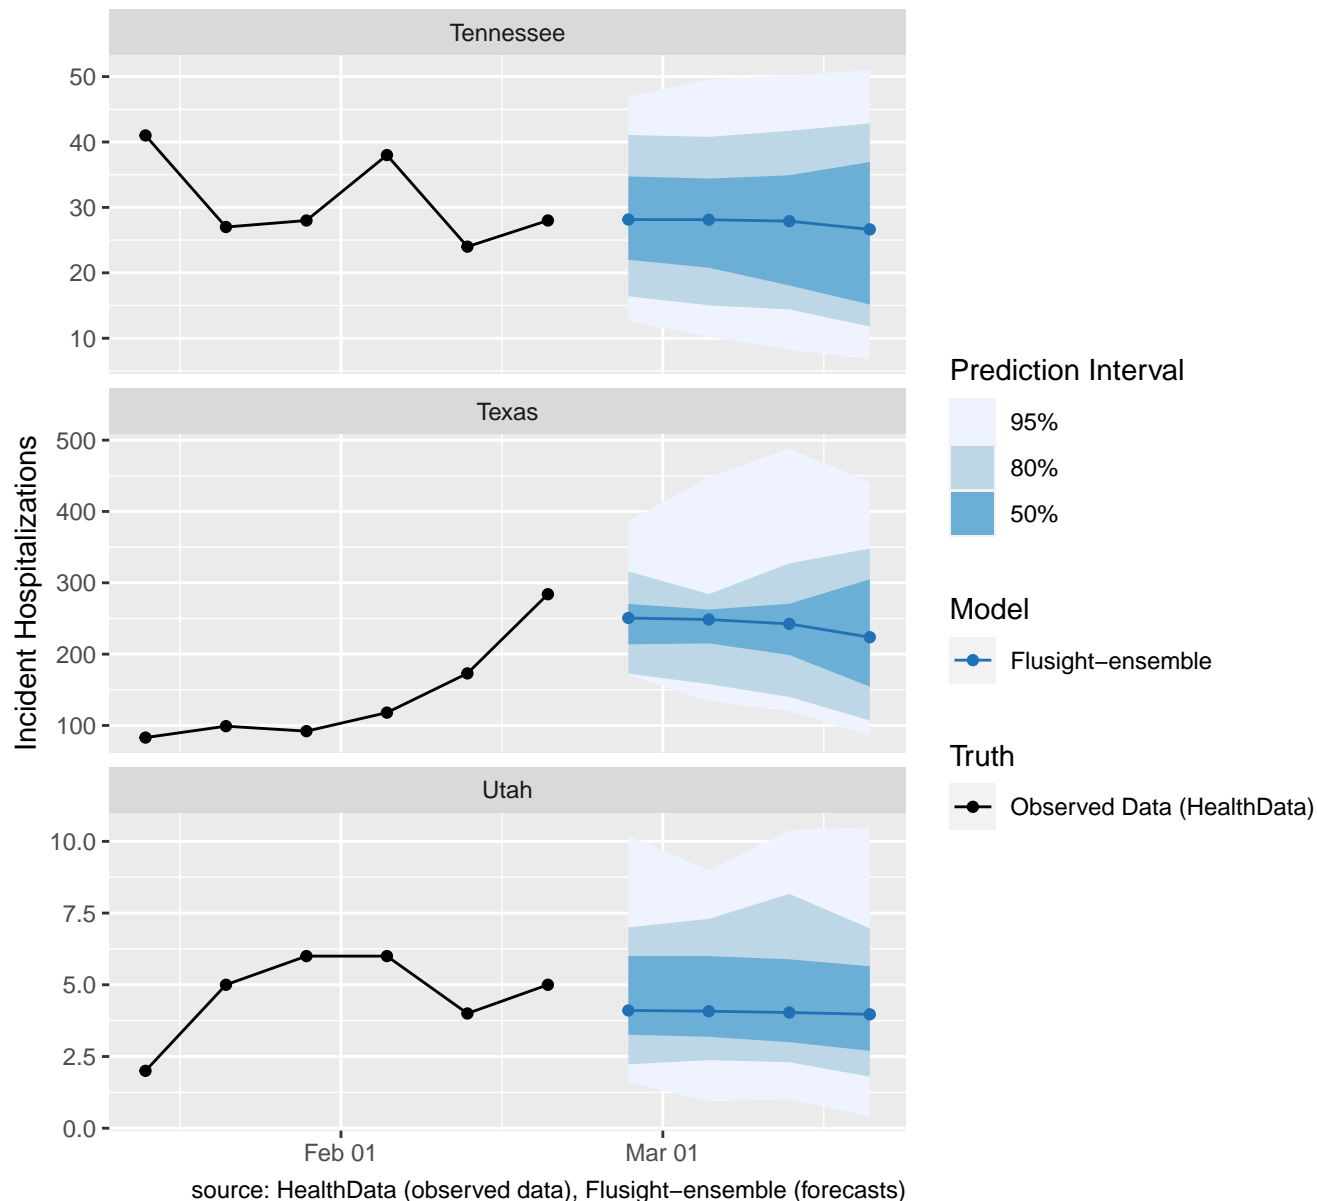 Tennessee
50
40
30
20
10
Texas
500
400
300
200
100
Utah
10.0
7.5
5.0
2.5
0.0
Feb 01
Mar 01
Incident Hospitalizations
source: HealthData (observed data), Flusight−ensemble (forecasts)
Prediction Interval
95%
80%
50%
Model
Flusight−ensemble
Truth
Observed Data (HealthData)